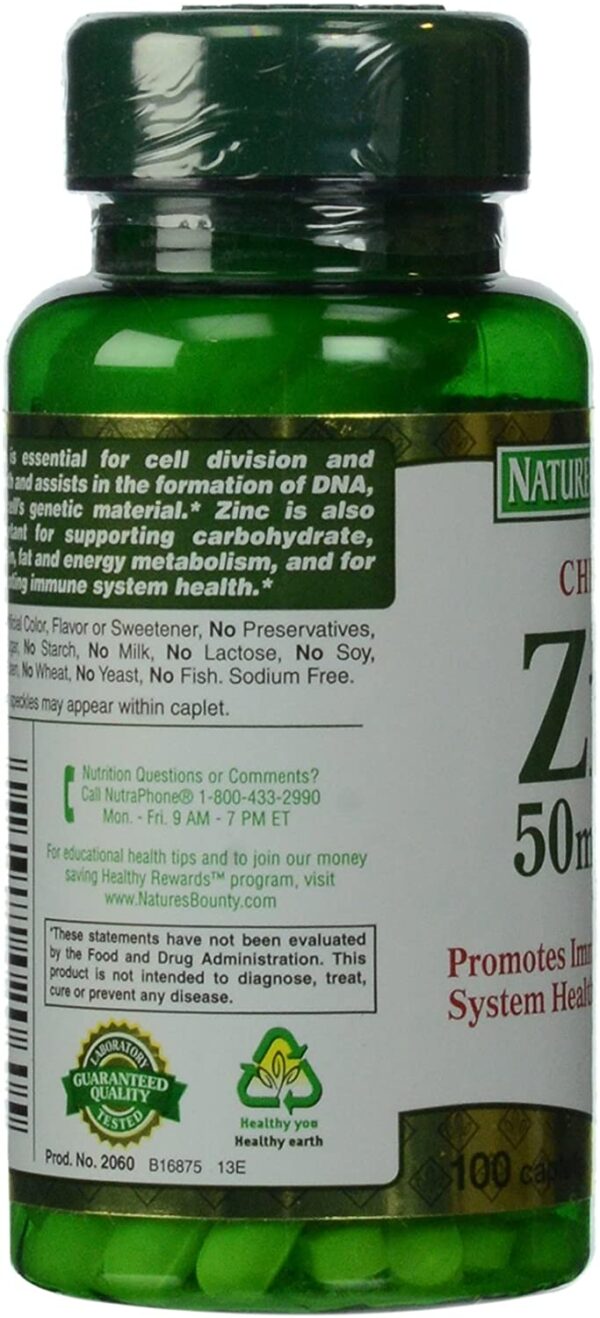 is essential for cell division and
and assists in the formation of DNA,
genetic material.* Zinc is also
for supporting carbohydrate,
fat and energy metabolism, and for
immune system health.*
Color, Flavor or Sweetener, No Preservatives,
No Starch, No Milk, No Lactose, No Soy,
No Wheat, No Yeast, No Fish. Sodium Free.
speckles may appear within caplet.
Nutrition Questions or Comments?
Call NutraPhone® 1-800-433-2990
Mon. - Fri. 9 AM - 7 PM ET
For educational health tips and to join our money
saving Healthy Rewards™ program, visit
www.NaturesBounty.com
*These statements have not been evaluated
by the Food and Drug Administration. This
product is not intended to diagnose, treat,
cure or prevent any disease.
LABORATORY
GUARANTEED
QUALITY
TESTED
Healthy you
Healthy earth
Prod. No. 2060 B16875 13E
NATURE
CH
Z
50m
Promotes Imm
System Health
100 cap